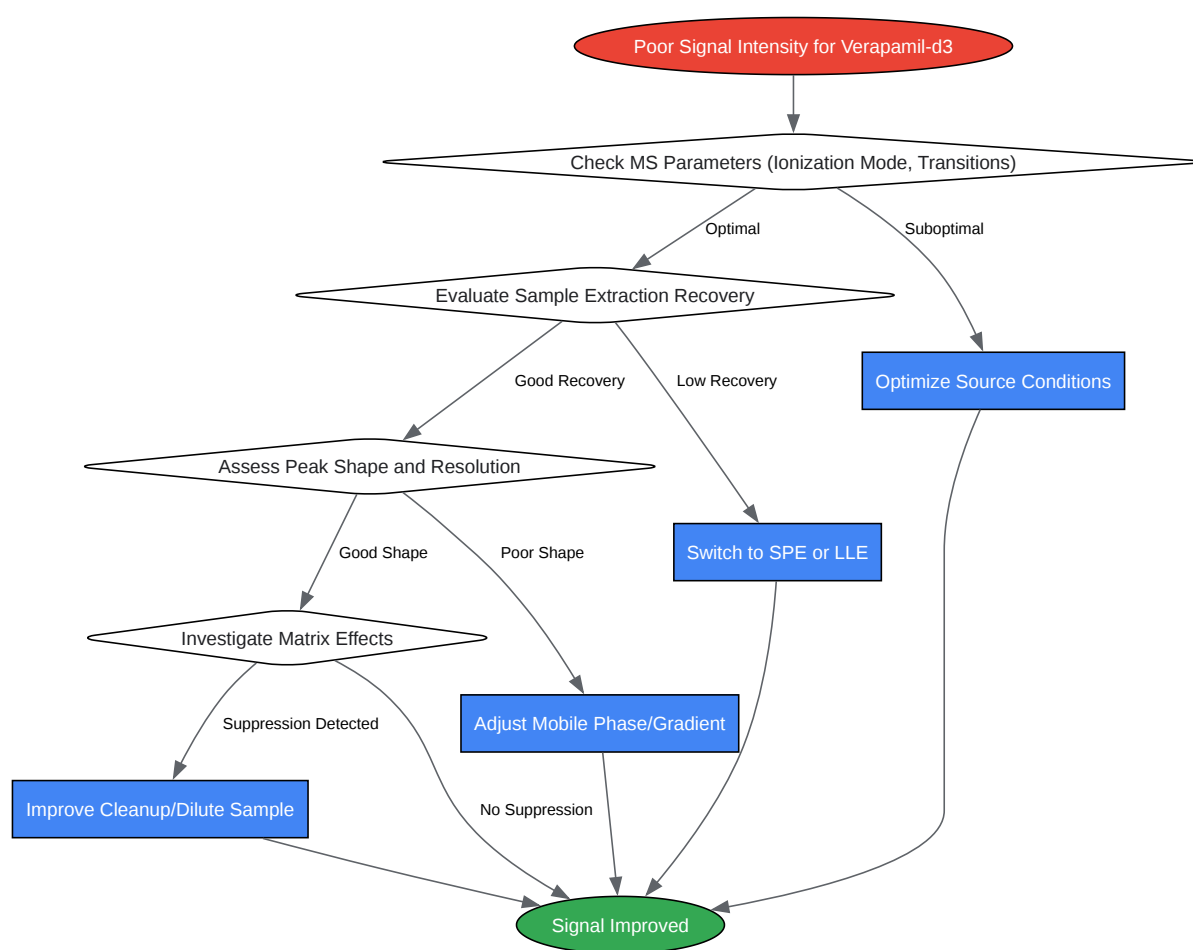 Poor Signal Intensity for Verapamil-d3
Check MS Parameters (Ionization Mode, Transitions)
Optimal
Suboptimal
Evaluate Sample Extraction Recovery
Optimize Source Conditions
Good Recovery
Low Recovery
Assess Peak Shape and Resolution
Switch to SPE or LLE
Good Shape
Poor Shape
Investigate Matrix Effects
Adjust Mobile Phase/Gradient
Suppression Detected
Improve Cleanup/Dilute Sample
No Suppression
Signal Improved